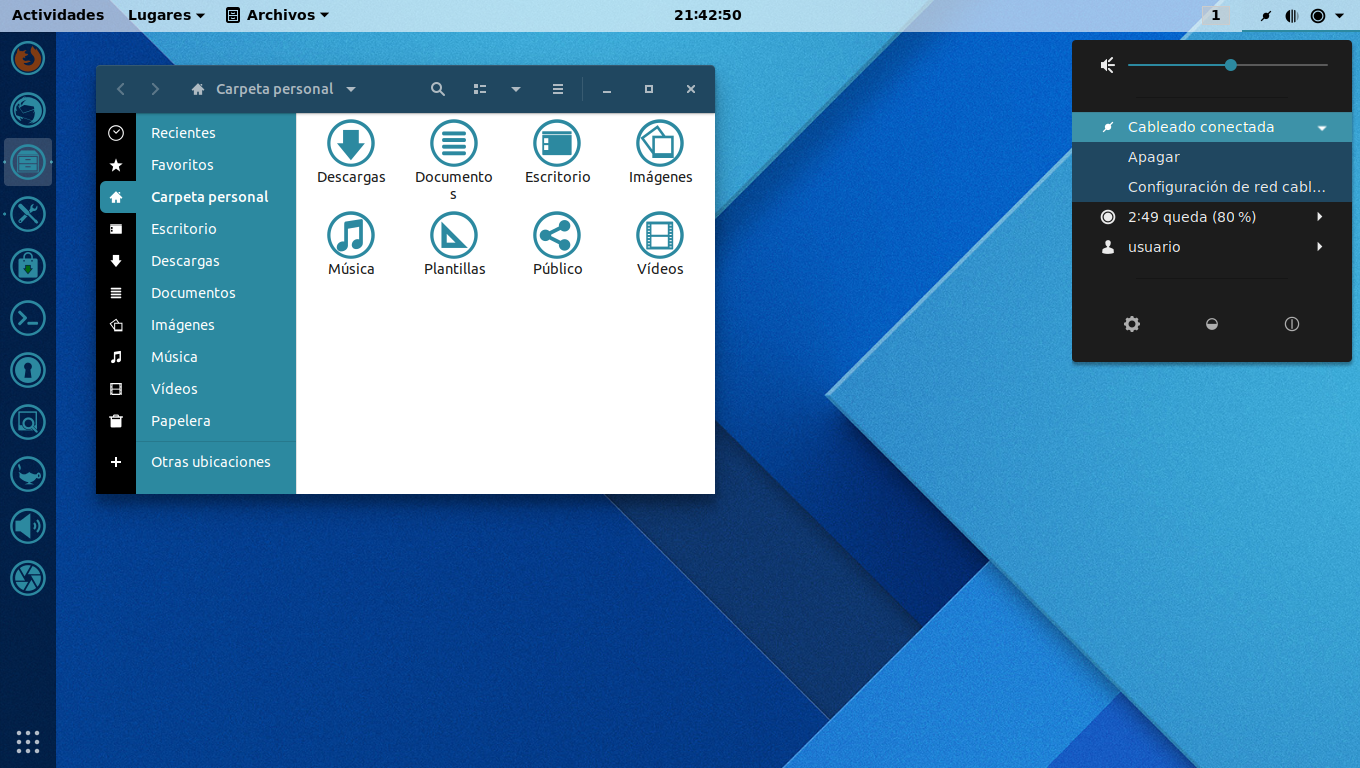 Actividades Lugares Archivos 21:42:50 1
Carpeta personal
Recientes
Favoritos
Carpeta personal
Escritorio
Descargas
Documentos
Imágenes
Música
Vídeos
Papelera
Otras ubicaciones
Descargas
Documento
s
Escritorio
Imágenes
Música
Plantillas
Público
Vídeos
Cableado conectada
Apagar
Configuración de red cabl...
2:49 queda (80 %)
usuario